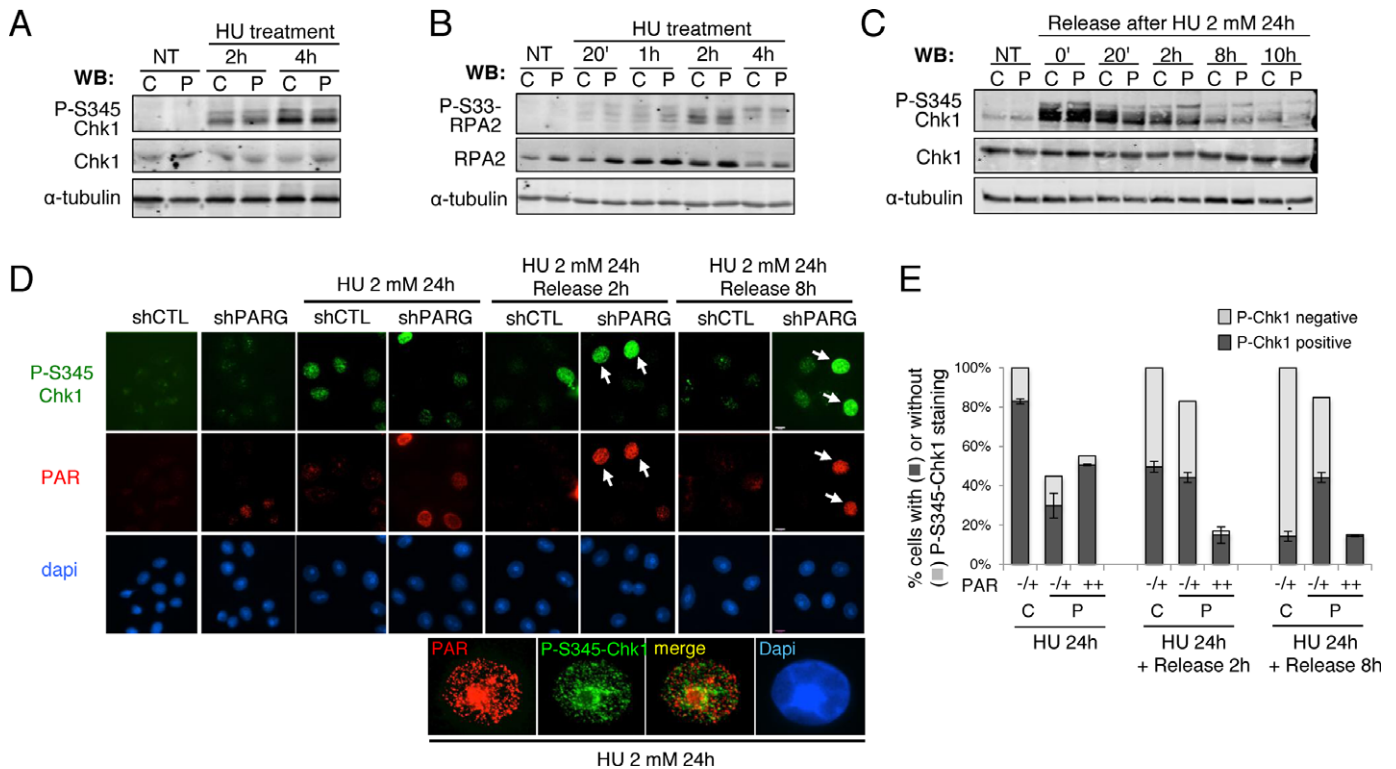 A
HU treatment
NT 2h 4h
WB: C P C P C P
P-S345
Chk1
Chk1
α-tubulin
B
HU treatment
NT 20' 1h 2h 4h
WB: C P C P C P C P C P
P-S33-
RPA2
RPA2
α-tubulin
C
Release after HU 2 mM 24h
WB: NT 0' 20' 2h 8h 10h
C P C P C P C P C P C P
P-S345
Chk1
Chk1
α-tubulin
D
HU 2 mM 24h
HU 2 mM 24h
Release 2h
HU 2 mM 24h
Release 8h
shCTL shPARG shCTL shPARG shCTL shPARG shCTL shPARG
P-S345
Chk1
PAR
dapi
PAR P-S345-Chk1 merge Dapi
HU 2 mM 24h
E
P-Chk1 negative
P-Chk1 positive
% cells with (■) or without
(■) P-S345-Chk1 staining
100%
80%
60%
40%
20%
0%
PAR -/+ -/+ ++ -/+ -/+ ++ -/+ -/+ ++
C P C P C P
HU 24h
HU 24h
+ Release 2h
HU 24h
+ Release 8h